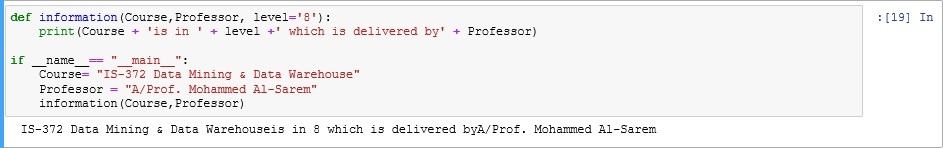 def information(Course,Professor, level='8'):
    print(Course + 'is in ' + level +' which is delivered by' + Professor)
if __name__== "__main__":
    Course= "IS-372 Data Mining & Data Warehouse"
    Professor = "A/Prof. Mohammed Al-Sarem"
    information(Course,Professor)
:[19] In
IS-372 Data Mining & Data Warehouseis in 8 which is delivered byA/Prof. Mohammed Al-Sarem